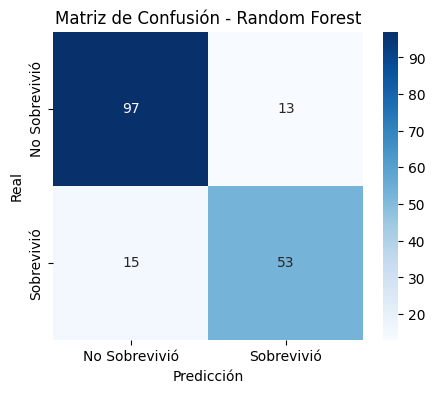 Matriz de Confusión - Random Forest
No Sobrevivió
Sobrevivió
Real
97
13
15
53
No Sobrevivió
Sobrevivió
Predicción
90
80
70
60
50
40
30
20